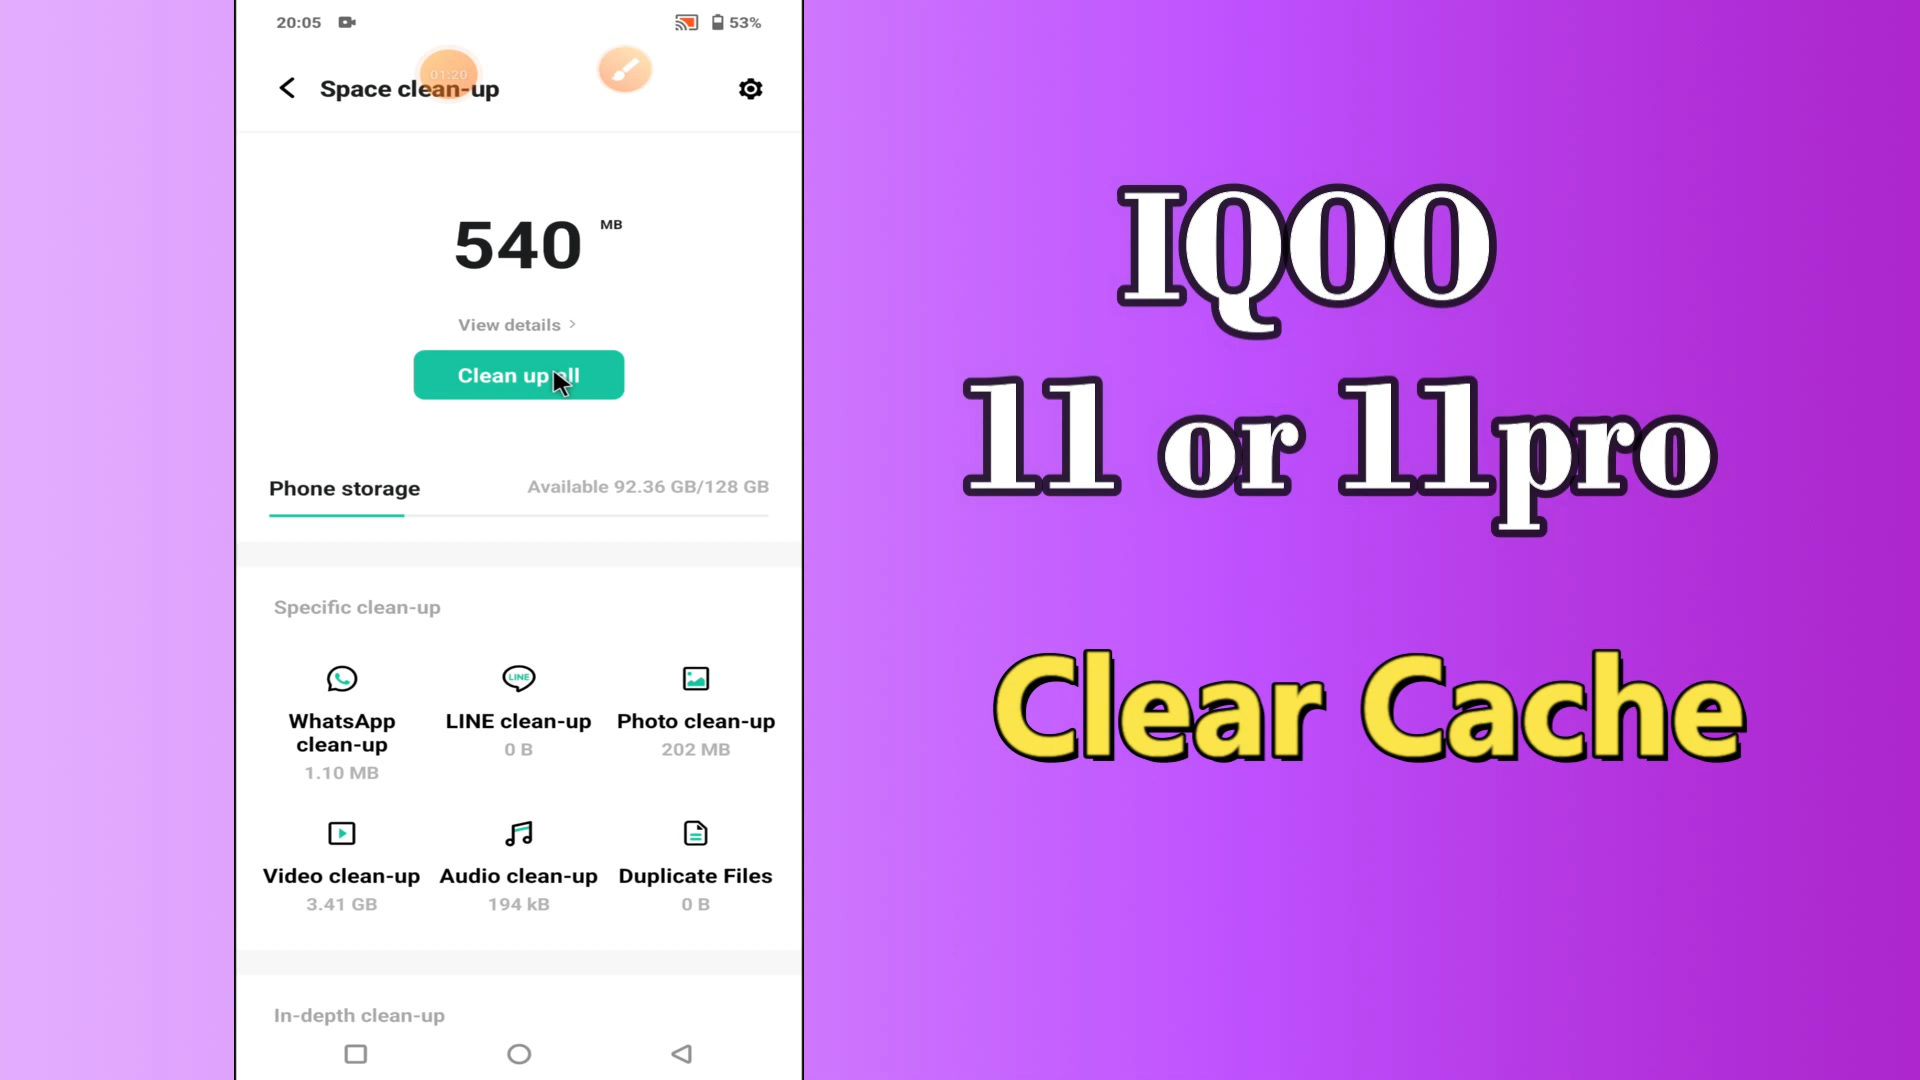 20:05
53%
01:20
Space clean-up
540 MB
View details >
Clean up all
Phone storage
Available 92.36 GB/128 GB
Specific clean-up
WhatsApp
clean-up
1.10 MB
LINE
LINE clean-up
0 B
Photo clean-up
202 MB
Video clean-up
3.41 GB
Audio clean-up
194 kB
Duplicate Files
0 B
In-depth clean-up
IQOO
11 or 11pro
Clear Cache